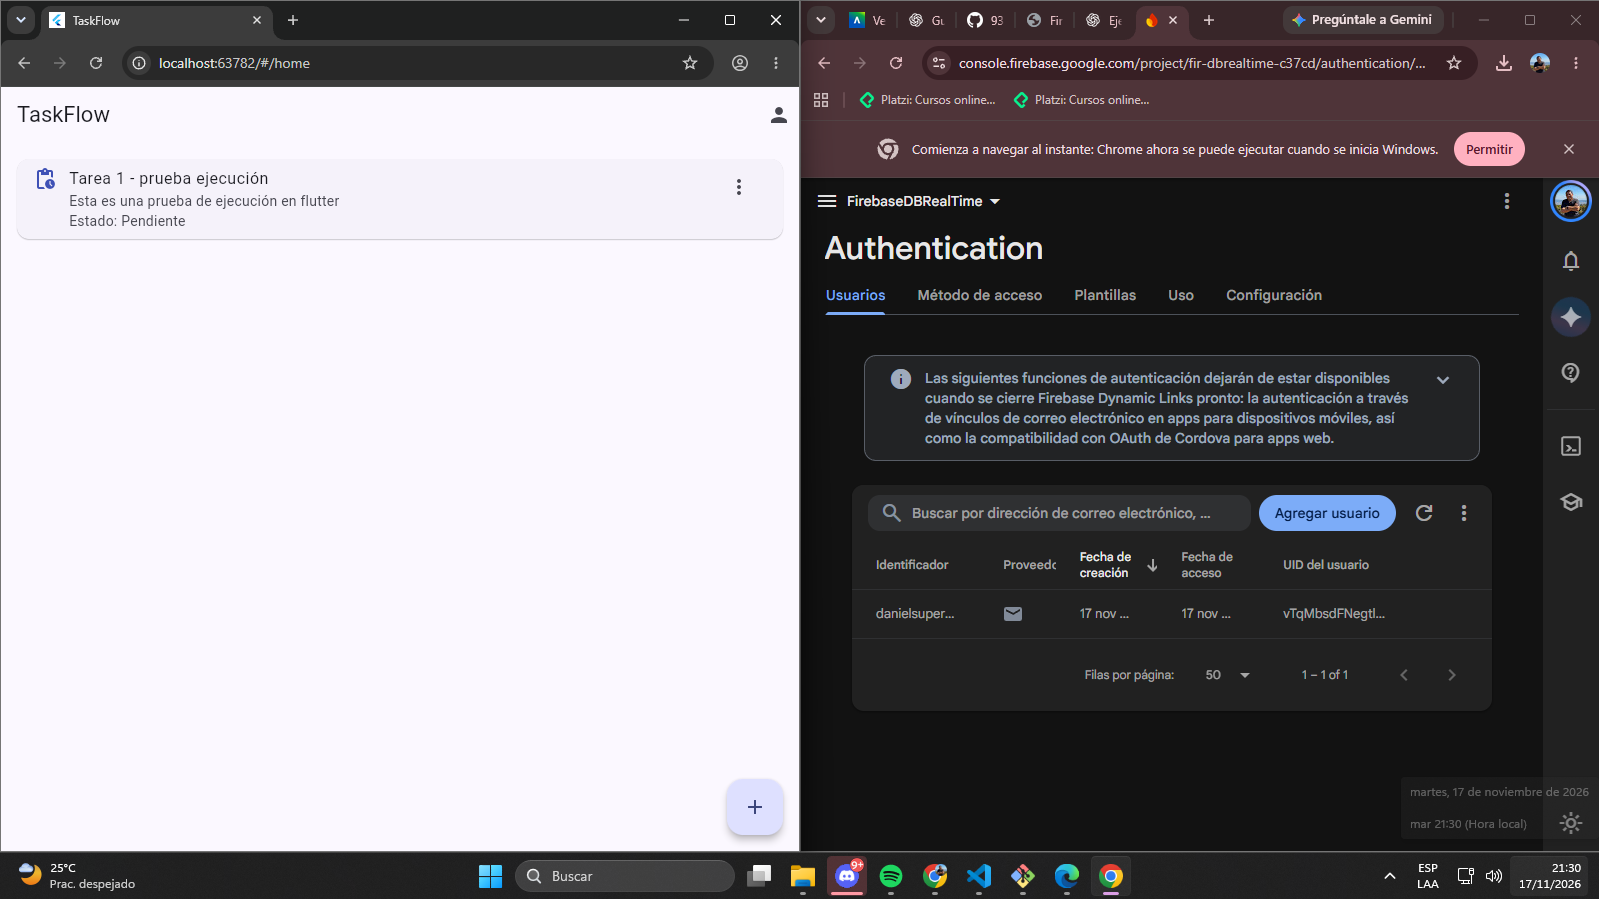 TaskFlow
localhost:63782/#/home
TaskFlow
Tarea 1 - prueba ejecución
Esta es una prueba de ejecución en flutter
Estado: Pendiente
Ve
Gu
93
Fir
Eje
Pregúntale a Gemini
console.firebase.google.com/project/fir-dbrealtime-c37cd/authentication/...
Platzi: Cursos online...
Platzi: Cursos online...
Comienza a navegar al instante: Chrome ahora se puede ejecutar cuando se inicia Windows.
Permitir
FirebaseDBRealTime
Authentication
Usuarios
Método de acceso
Plantillas
Uso
Configuración
Las siguientes funciones de autenticación dejarán de estar disponibles
cuando se cierre Firebase Dynamic Links pronto: la autenticación a través
de vínculos de correo electrónico en apps para dispositivos móviles, así
como la compatibilidad con OAuth de Cordova para apps web.
Buscar por dirección de correo electrónico, ...
Agregar usuario
Identificador
Proveedo
Fecha de
creación
Fecha de
acceso
UID del usuario
danielsuper...
17 nov ...
17 nov ...
vTqMbsdFNegtl...
Filas por página:
50
1 – 1 of 1
martes, 17 de noviembre de 2026
mar 21:30 (Hora local)
25°C
Prac. despejado
Buscar
9+
ESP
LAA
21:30
17/11/2026